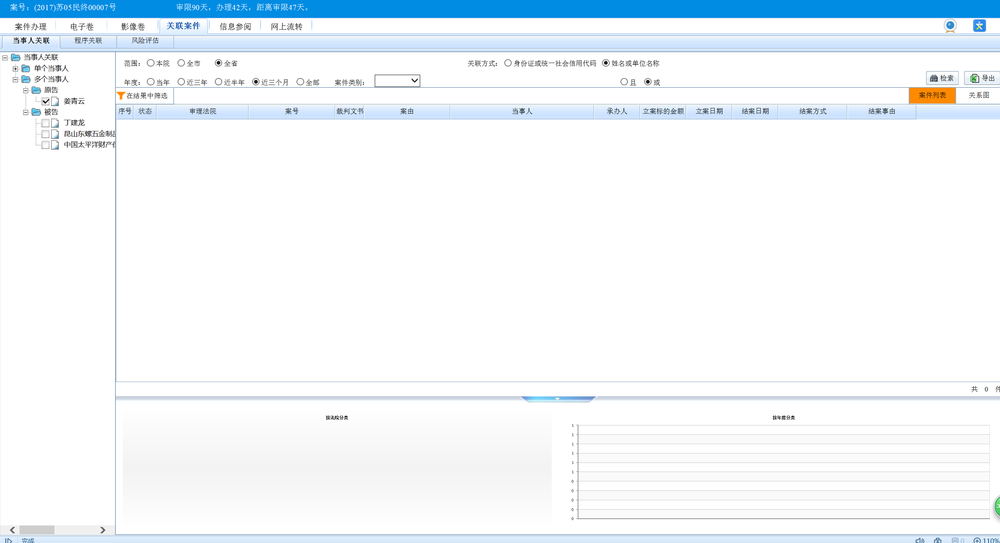 案号：(2017)苏05民终00007号 审限90天，办理42天，距离审限47天。
案件办理 电子卷 影像卷 关联案件 信息参阅 网上流转
当事人关联 程序关联 风险评估
当事人关联
单个当事人
多个当事人
原告
姜青云
被告
丁建龙
昆山东螺五金制品
中国太平洋财产保
范围： 本院 全市 全省 关联方式： 身份证或统一社会信用代码 姓名或单位名称
年度： 当年 近三年 近半年 近三个月 全部 案件类别： 且 或 检索 导出
在结果中筛选 案件列表 关系图
序号 状态 审理法院 案号 裁判文书 案由 当事人 承办人 立案标的金额 立案日期 结案日期 结案方式 结案事由
共 0 件
按法院分类
按年度分类
1
1
1
1
1
1
0
0
0
0
0
完成 0 110%